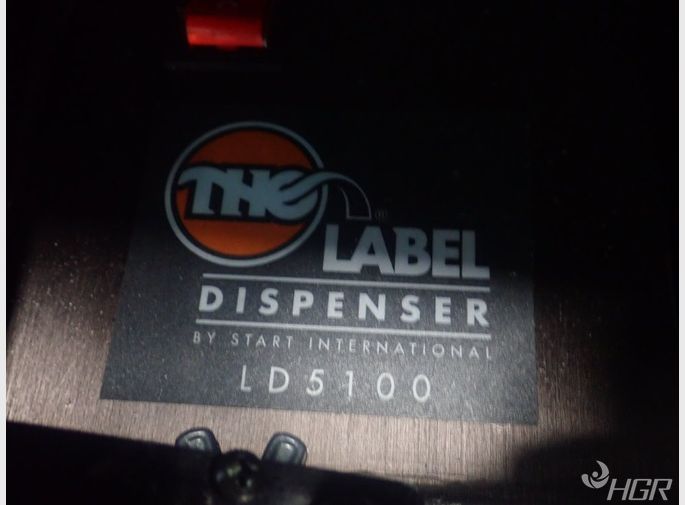 THE
®
LABEL
DISPENSER
BY START INTERNATIONAL
LD5100
HGR